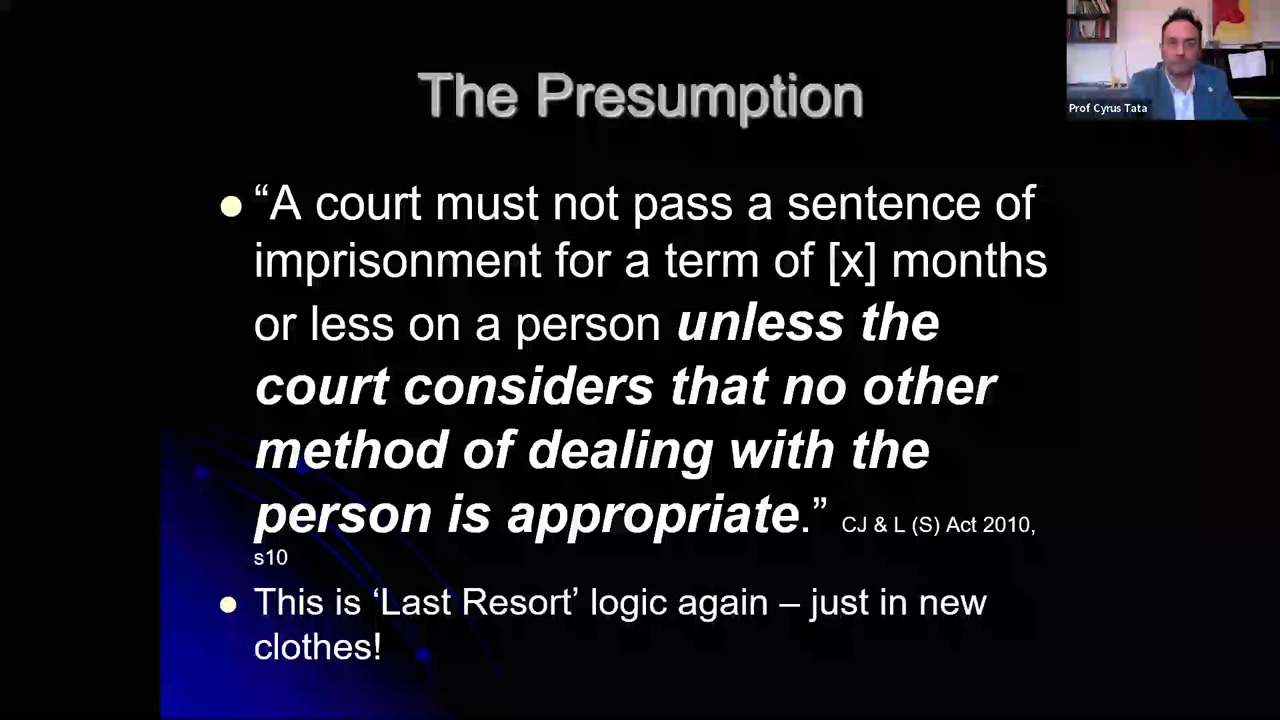 The Presumption
Prof Cyrus Tata
● “A court must not pass a sentence of
imprisonment for a term of [x] months
or less on a person unless the
court considers that no other
method of dealing with the
person is appropriate.” CJ & L (S) Act 2010,
s10
● This is ‘Last Resort’ logic again – just in new
clothes!